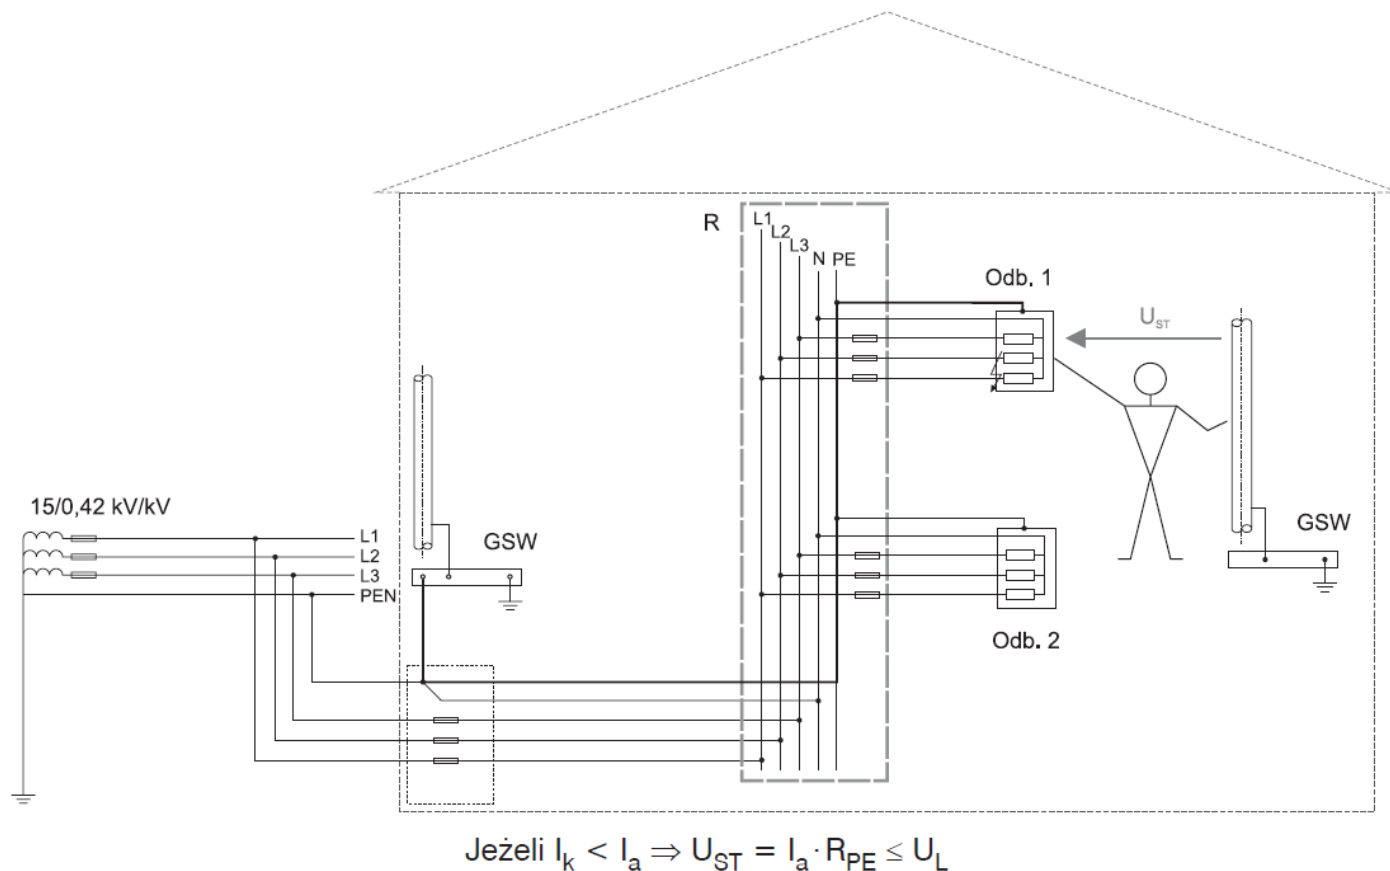 R
L1
L2
L3
N PE
Odb. 1
U_ST
15/0,42 kV/kV
L1
L2
L3
PEN
GSW
GSW
Odb. 2
Jeżeli I_k < I_a ⇒ U_ST = I_a · R_PE ≤ U_L